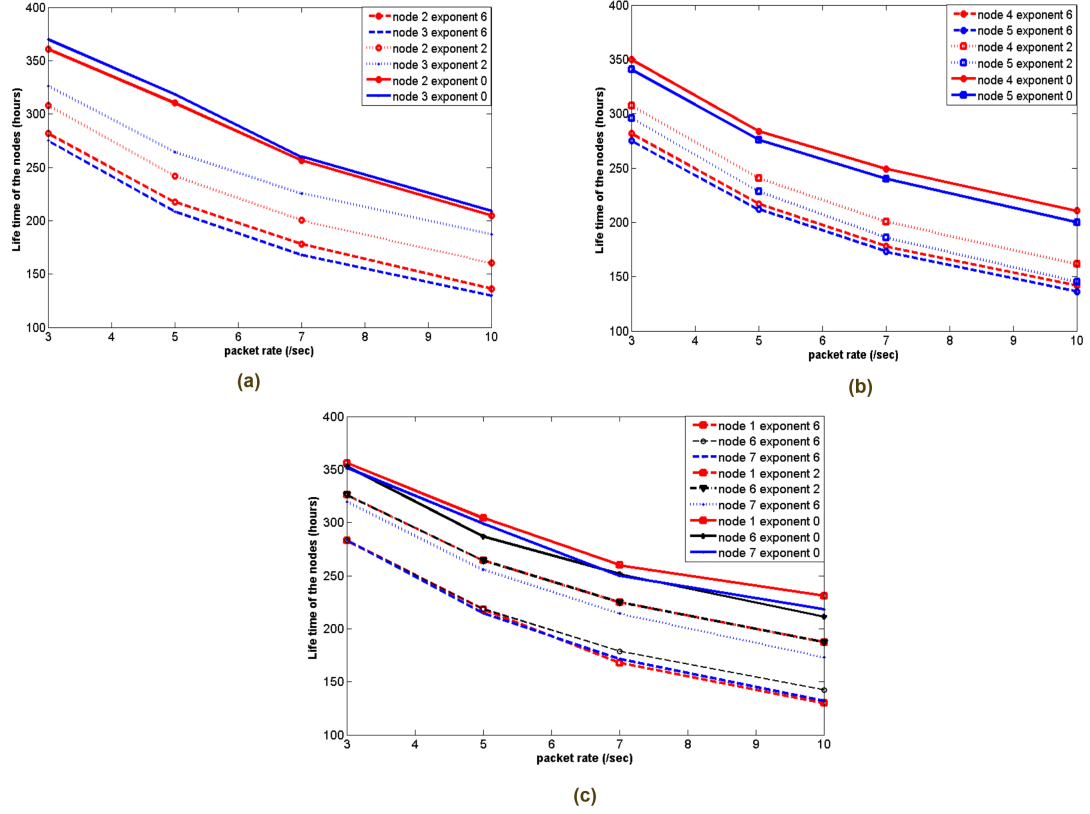 400
350
300
250
200
150
100
3
4
5
6
7
8
9
10
Life time of the nodes (hours)
packet rate (/sec)
node 2 exponent 6
node 3 exponent 6
node 2 exponent 2
node 3 exponent 2
node 2 exponent 0
node 3 exponent 0
(a)
400
350
300
250
200
150
100
3
4
5
6
7
8
9
10
Life time of the nodes (hours)
packet rate (/sec)
node 4 exponent 6
node 5 exponent 6
node 4 exponent 2
node 5 exponent 2
node 4 exponent 0
node 5 exponent 0
(b)
400
350
300
250
200
150
100
3
4
5
6
7
8
9
10
Life time of the nodes (hours)
packet rate (/sec)
node 1 exponent 6
node 6 exponent 6
node 7 exponent 6
node 1 exponent 2
node 6 exponent 2
node 7 exponent 6
node 1 exponent 0
node 6 exponent 0
node 7 exponent 0
(c)